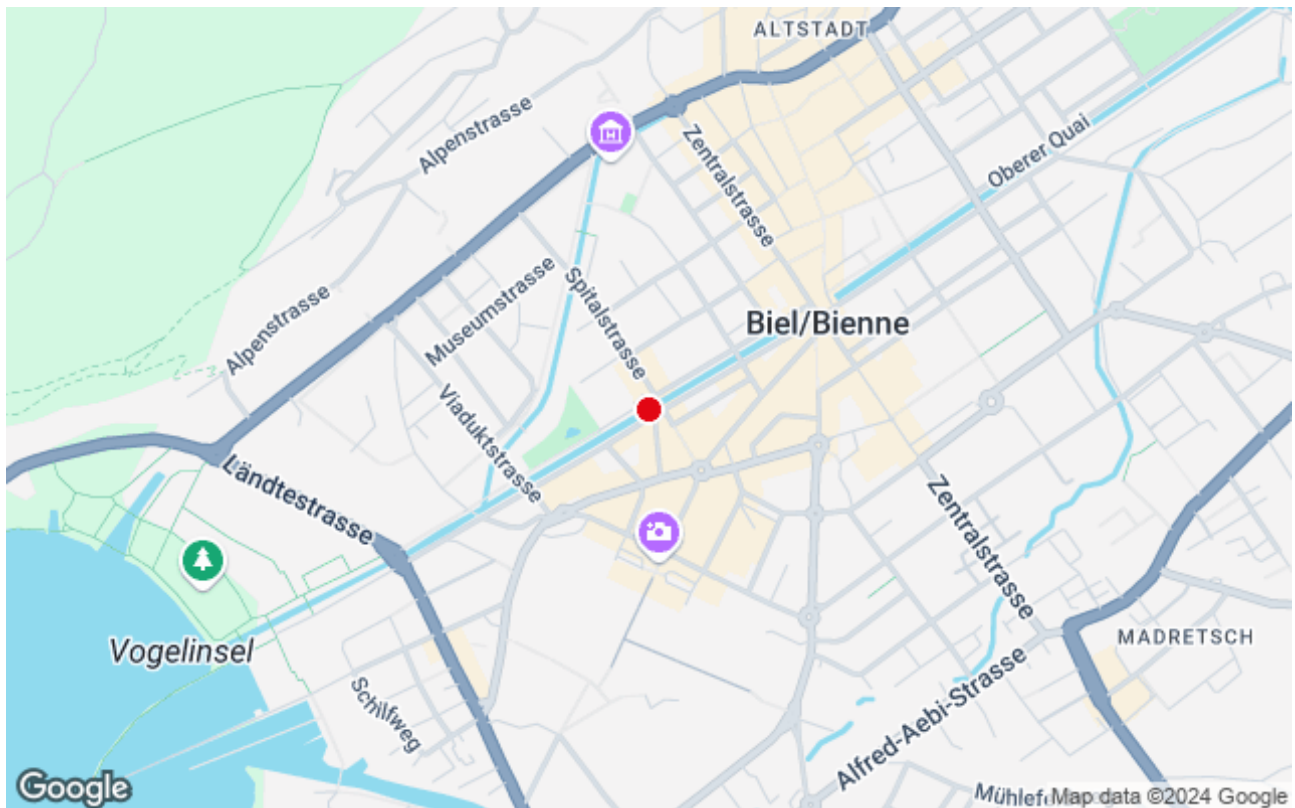 ALTSTADT
Alpenstrasse
Zentralstrasse
Oberer Quai
Museumstrasse
Spitalstrasse
Alpenstrasse
Biel/Bienne
Viaduktstrasse
Ländtestrasse
Zentralstrasse
Vogelinsel
MADRETSCH
Schilfweg
Alfred-Aebi-Strasse
Google
Map data ©2024 Google